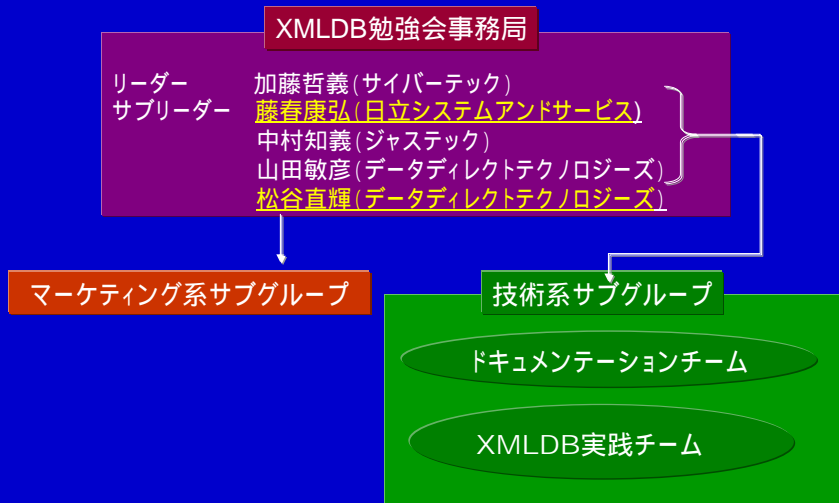 XMLDB勉強会事務局
リーダー 加藤哲義(サイバーテック)
サブリーダー 藤春康弘(日立システムアンドサービス)
中村知義(ジャステック)
山田敏彦(データディレクトテクノロジーズ)
松谷直輝(データディレクトテクノロジーズ)
マーケティング系サブグループ
技術系サブグループ
ドキュメンテーションチーム
XMLDB実践チーム